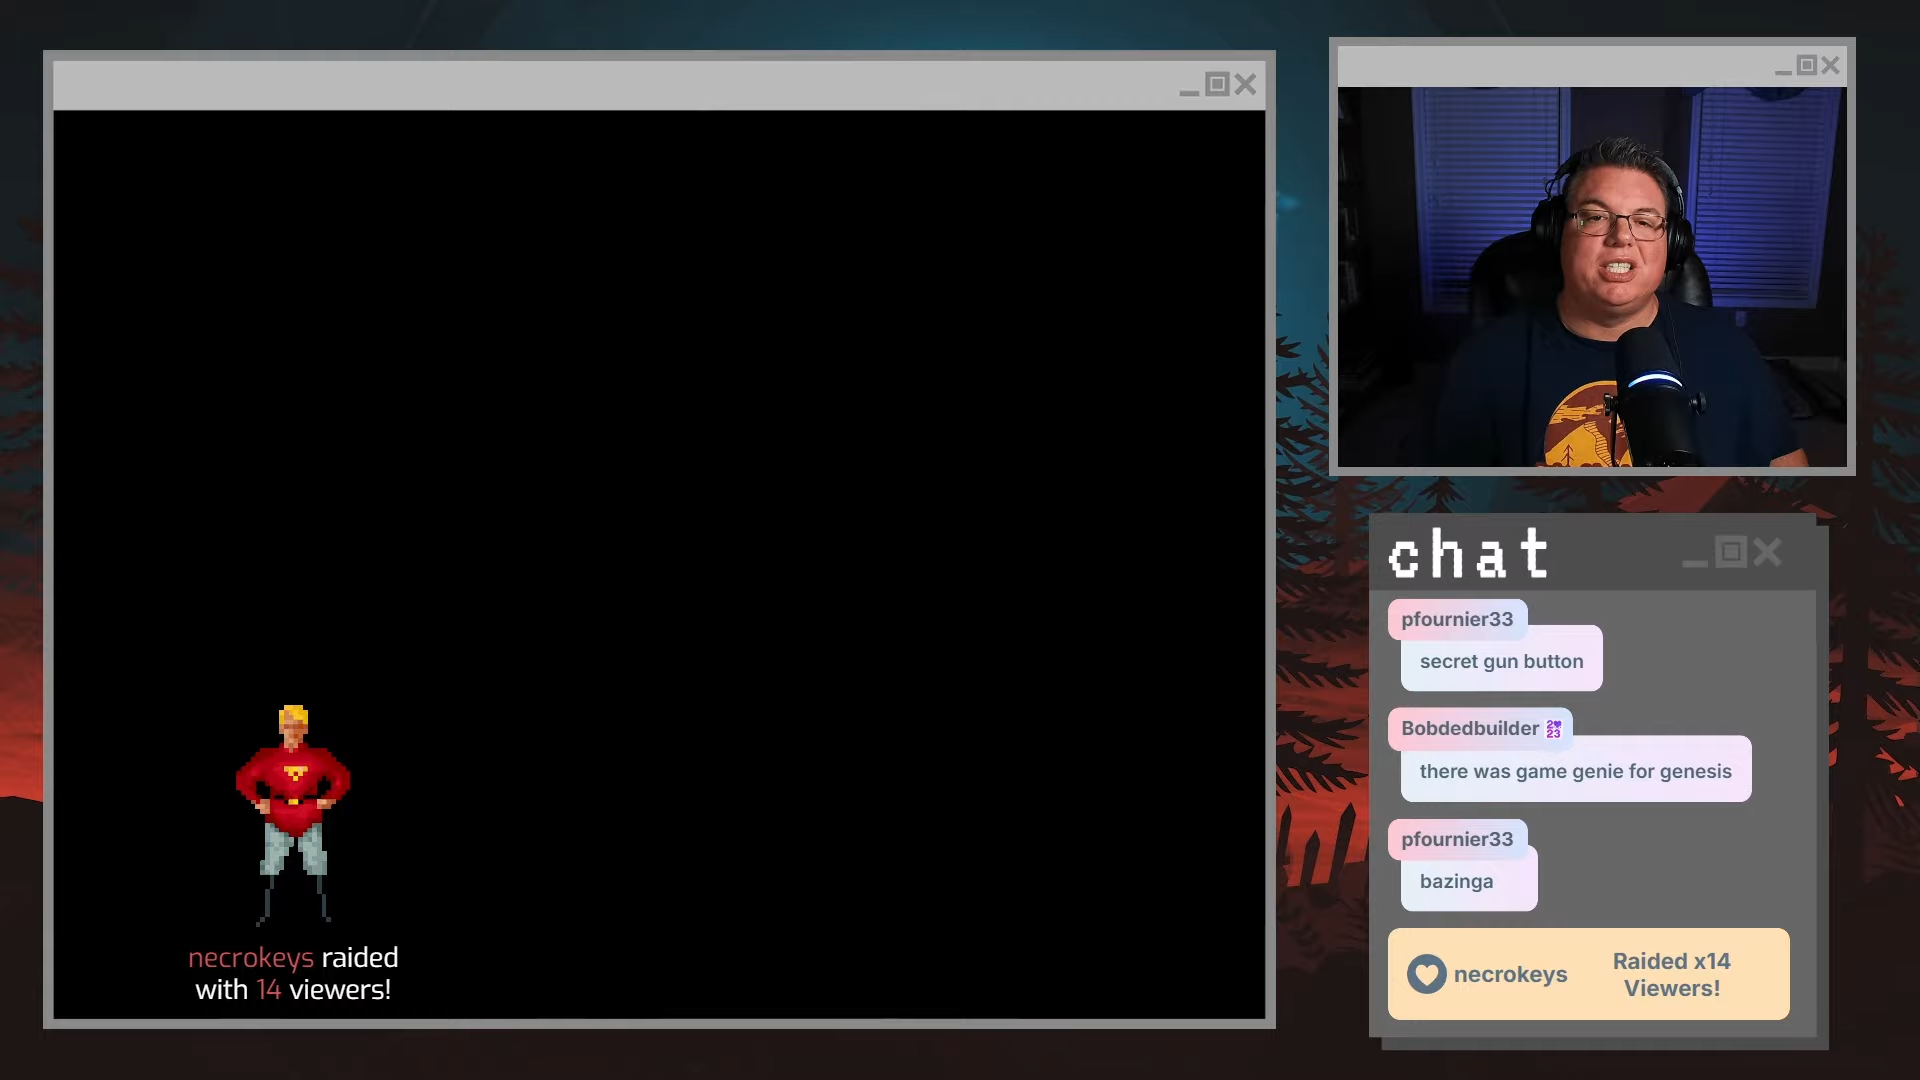 necrokeys raided
with 14 viewers!
chat
pfournier33
secret gun button
Bobdedbuilder 2023
there was game genie for genesis
pfournier33
bazinga
necrokeys
Raided x14
Viewers!